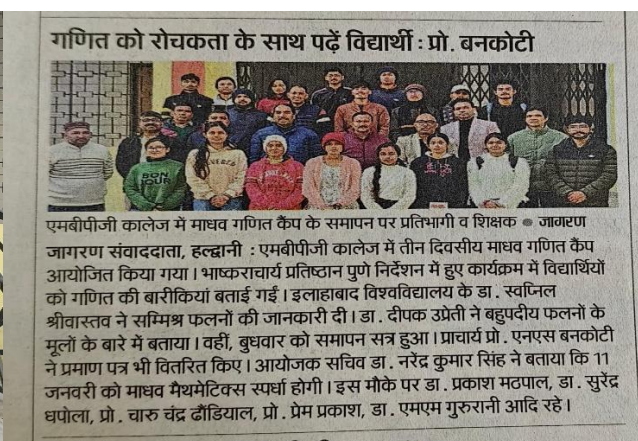 गणित को रोचकता के साथ पढ़ें विद्यार्थी : प्रो. बनकोटी
BON
JOUR
एमबीपीजी कालेज में माधव गणित कैंप के समापन पर प्रतिभागी व शिक्षक ● जागरण
जागरण संवाददाता, हल्द्वानी : एमबीपीजी कालेज में तीन दिवसीय माधव गणित कैंप
आयोजित किया गया। भाष्कराचार्य प्रतिष्ठान पुणे निर्देशन में हुए कार्यक्रम में विद्यार्थियों
को गणित की बारीकियां बताई गईं। इलाहाबाद विश्वविद्यालय के डा. स्वप्निल
श्रीवास्तव ने सम्मिश्र फलनों की जानकारी दी। डा. दीपक उप्रेती ने बहुपदीय फलनों के
मूलों के बारे में बताया। वहीं, बुधवार को समापन सत्र हुआ। प्राचार्य प्रो. एनएस बनकोटी
ने प्रमाण पत्र भी वितरित किए। आयोजक सचिव डा. नरेंद्र कुमार सिंह ने बताया कि 11
जनवरी को माधव मैथमेटिक्स स्पर्धा होगी। इस मौके पर डा. प्रकाश मठपाल, डा. सुरेंद्र
धपोला, प्रो. चारु चंद्र ढौंडियाल, प्रो. प्रेम प्रकाश, डा. एमएम गुरुरानी आदि रहे।